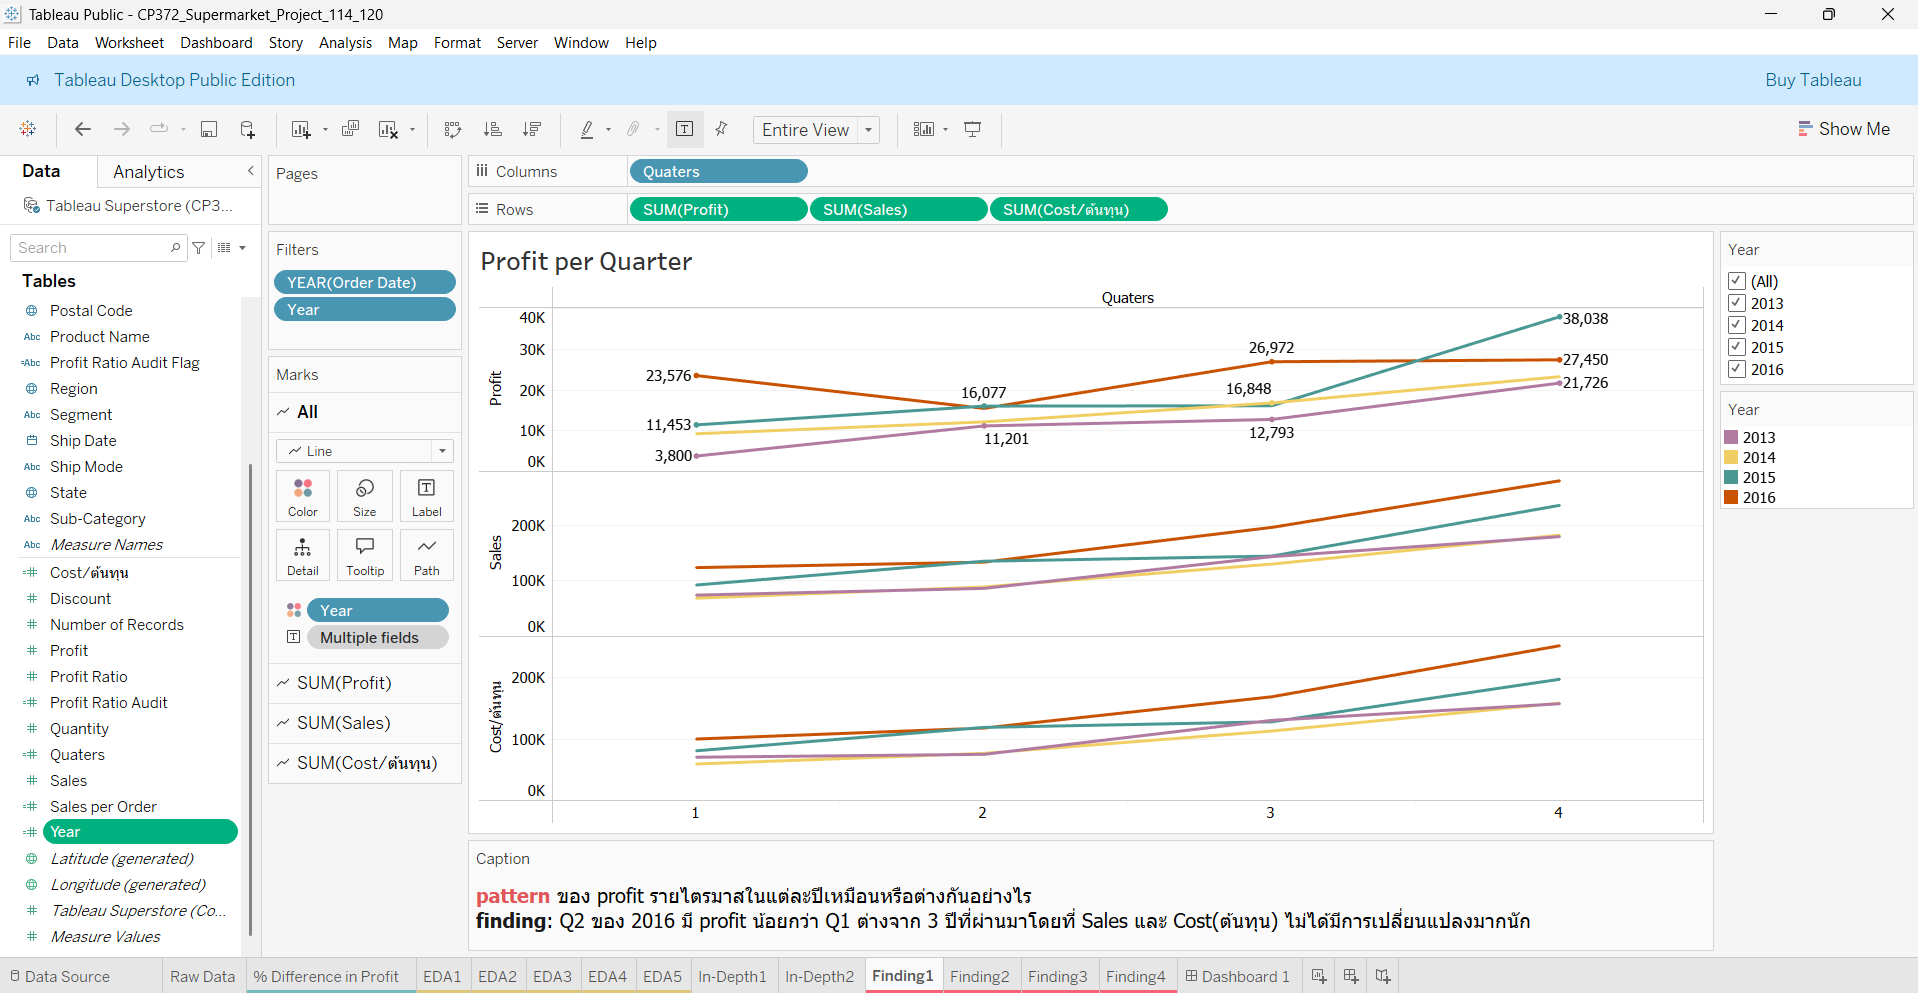 Tableau Public - CP372_Supermarket_Project_114_120
File Data Worksheet Dashboard Story Analysis Map Format Server Window Help
Tableau Desktop Public Edition
Buy Tableau
Entire View
Show Me
Data
Analytics
Tableau Superstore (CP3...
Search
Tables
Postal Code
Abc Product Name
=Abc Profit Ratio Audit Flag
Region
Abc Segment
Ship Date
Abc Ship Mode
State
Abc Sub-Category
Abc Measure Names
Cost/ต้นทุน
Discount
Number of Records
Profit
Profit Ratio
Profit Ratio Audit
Quantity
Quaters
Sales
Sales per Order
Year
Latitude (generated)
Longitude (generated)
Tableau Superstore (Co...
Measure Values
Pages
Filters
YEAR(Order Date)
Year
Marks
All
Line
Color Size Label
Detail Tooltip Path
Year
Multiple fields
SUM(Profit)
SUM(Sales)
SUM(Cost/ต้นทุน)
Columns Quaters
Rows SUM(Profit) SUM(Sales) SUM(Cost/ต้นทุน)
Profit per Quarter
Quaters
Profit
40K
30K
20K
10K
0K
23,576
11,453
3,800
16,077
11,201
26,972
16,848
12,793
38,038
27,450
21,726
Sales
200K
100K
0K
Cost/ต้นทุน
200K
100K
0K
1 2 3 4
Year
(All)
2013
2014
2015
2016
Year
2013
2014
2015
2016
Caption
pattern ของ profit รายไตรมาสในแต่ละปีเหมือนหรือต่างกันอย่างไร
finding: Q2 ของ 2016 มี profit น้อยกว่า Q1 ต่างจาก 3 ปีที่ผ่านมาโดยที่ Sales และ Cost(ต้นทุน) ไม่ได้มีการเปลี่ยนแปลงมากนัก
Data Source Raw Data % Difference in Profit EDA1 EDA2 EDA3 EDA4 EDA5 In-Depth1 In-Depth2 Finding1 Finding2 Finding3 Finding4 Dashboard 1